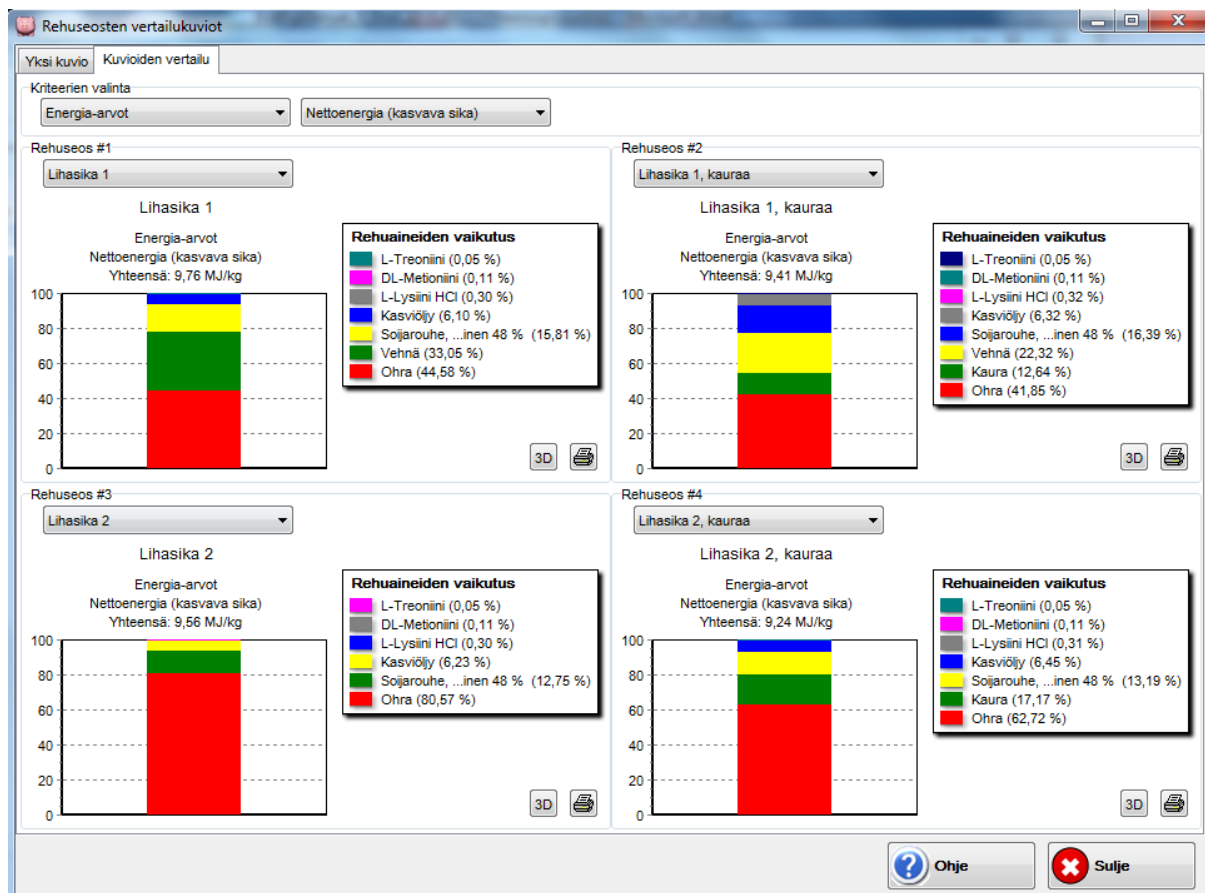 Rehuseosten vertailukuviot
Yksi kuvio
Kuvioiden vertailu
Kriteerien valinta
Energia-arvot
Nettoenergia (kasvava sika)
Rehuseos #1
Lihasika 1
Lihasika 1
Energia-arvot
Nettoenergia (kasvava sika)
Yhteensä: 9,76 MJ/kg
100
80
60
40
20
0
Rehuaineiden vaikutus
L-Treoniini (0,05 %)
DL-Metioniini (0,11 %)
L-Lysiini HCl (0,30 %)
Kasviöljy (6,10 %)
Soijarouhe, ...inen 48 % (15,81 %)
Vehnä (33,05 %)
Ohra (44,58 %)
3D
Rehuseos #2
Lihasika 1, kauraa
Lihasika 1, kauraa
Energia-arvot
Nettoenergia (kasvava sika)
Yhteensä: 9,41 MJ/kg
100
80
60
40
20
0
Rehuaineiden vaikutus
L-Treoniini (0,05 %)
DL-Metioniini (0,11 %)
L-Lysiini HCl (0,32 %)
Kasviöljy (6,32 %)
Soijarouhe, ...inen 48 % (16,39 %)
Vehnä (22,32 %)
Kaura (12,64 %)
Ohra (41,85 %)
3D
Rehuseos #3
Lihasika 2
Lihasika 2
Energia-arvot
Nettoenergia (kasvava sika)
Yhteensä: 9,56 MJ/kg
100
80
60
40
20
0
Rehuaineiden vaikutus
L-Treoniini (0,05 %)
DL-Metioniini (0,11 %)
L-Lysiini HCl (0,30 %)
Kasviöljy (6,23 %)
Soijarouhe, ...inen 48 % (12,75 %)
Ohra (80,57 %)
3D
Rehuseos #4
Lihasika 2, kauraa
Lihasika 2, kauraa
Energia-arvot
Nettoenergia (kasvava sika)
Yhteensä: 9,24 MJ/kg
100
80
60
40
20
0
Rehuaineiden vaikutus
L-Treoniini (0,05 %)
DL-Metioniini (0,11 %)
L-Lysiini HCl (0,31 %)
Kasviöljy (6,45 %)
Soijarouhe, ...inen 48 % (13,19 %)
Kaura (17,17 %)
Ohra (62,72 %)
3D
Ohje
Sulje